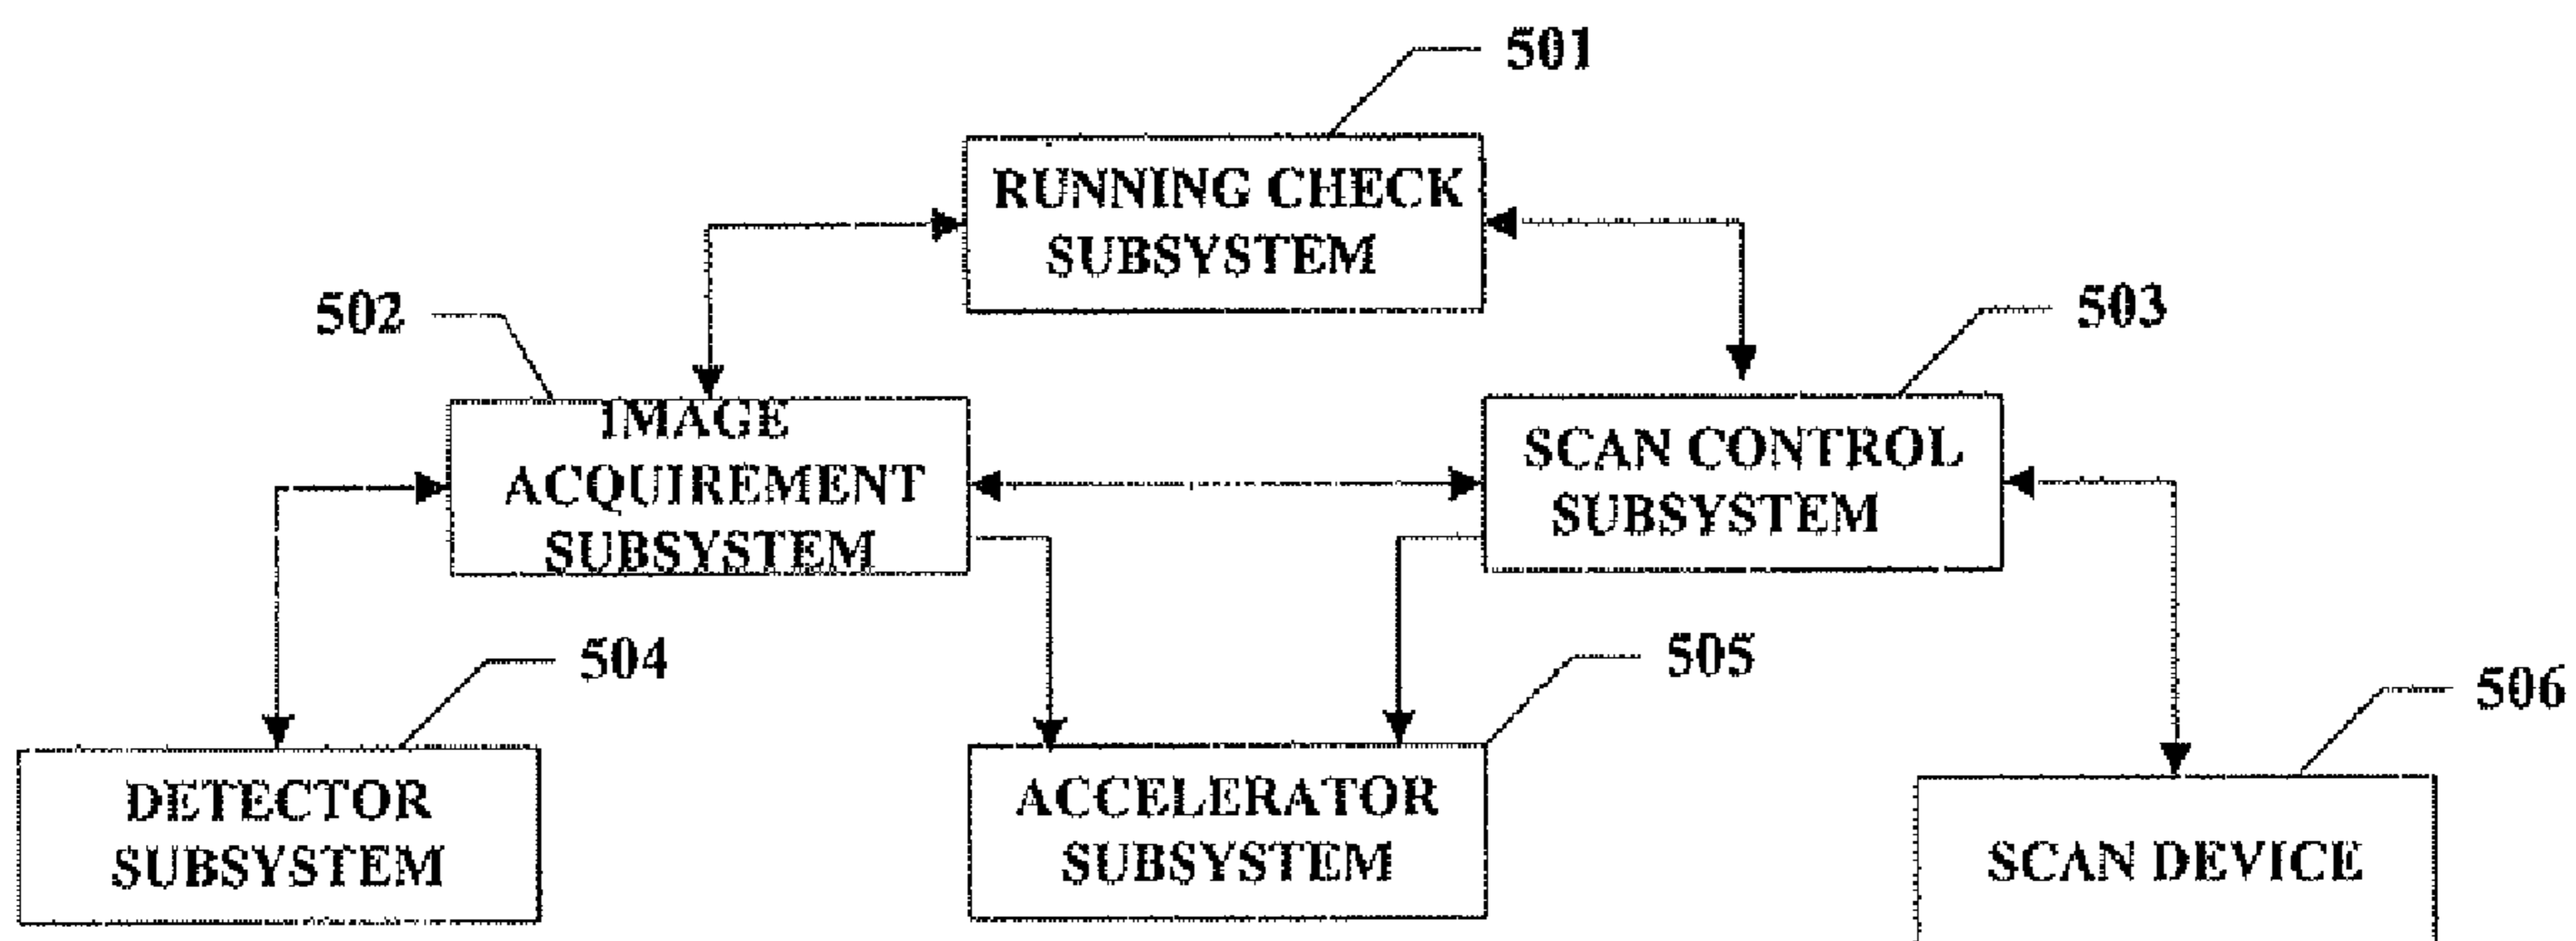 501
RUNNING CHECK
SUBSYSTEM
502
503
IMAGE
ACQUIREMENT
SUBSYSTEM
SCAN CONTROL
SUBSYSTEM
504
505
506
DETECTOR
SUBSYSTEM
ACCELERATOR
SUBSYSTEM
SCAN DEVICE